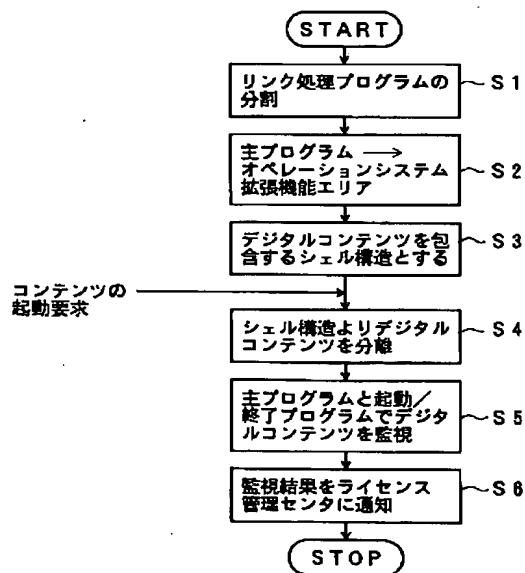 START
リンク処理プログラムの
分割
S1
主プログラム →
オペレーションシステム
拡張機能エリア
S2
デジタルコンテンツを包
含するシェル構造とする
S3
コンテンツの
起動要求
シェル構造よりデジタル
コンテンツを分離
S4
主プログラムと起動/
終了プログラムでデジタ
ルコンテンツを監視
S5
監視結果をライセンス
管理センタに通知
S6
STOP